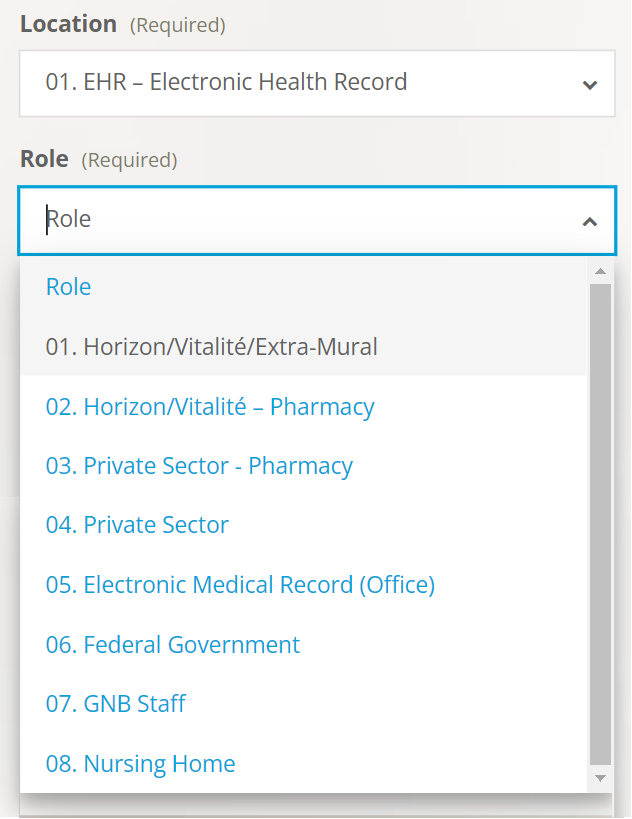 Location (Required)
01. EHR – Electronic Health Record
Role (Required)
Role
Role
01. Horizon/Vitalité/Extra-Mural
02. Horizon/Vitalité – Pharmacy
03. Private Sector - Pharmacy
04. Private Sector
05. Electronic Medical Record (Office)
06. Federal Government
07. GNB Staff
08. Nursing Home